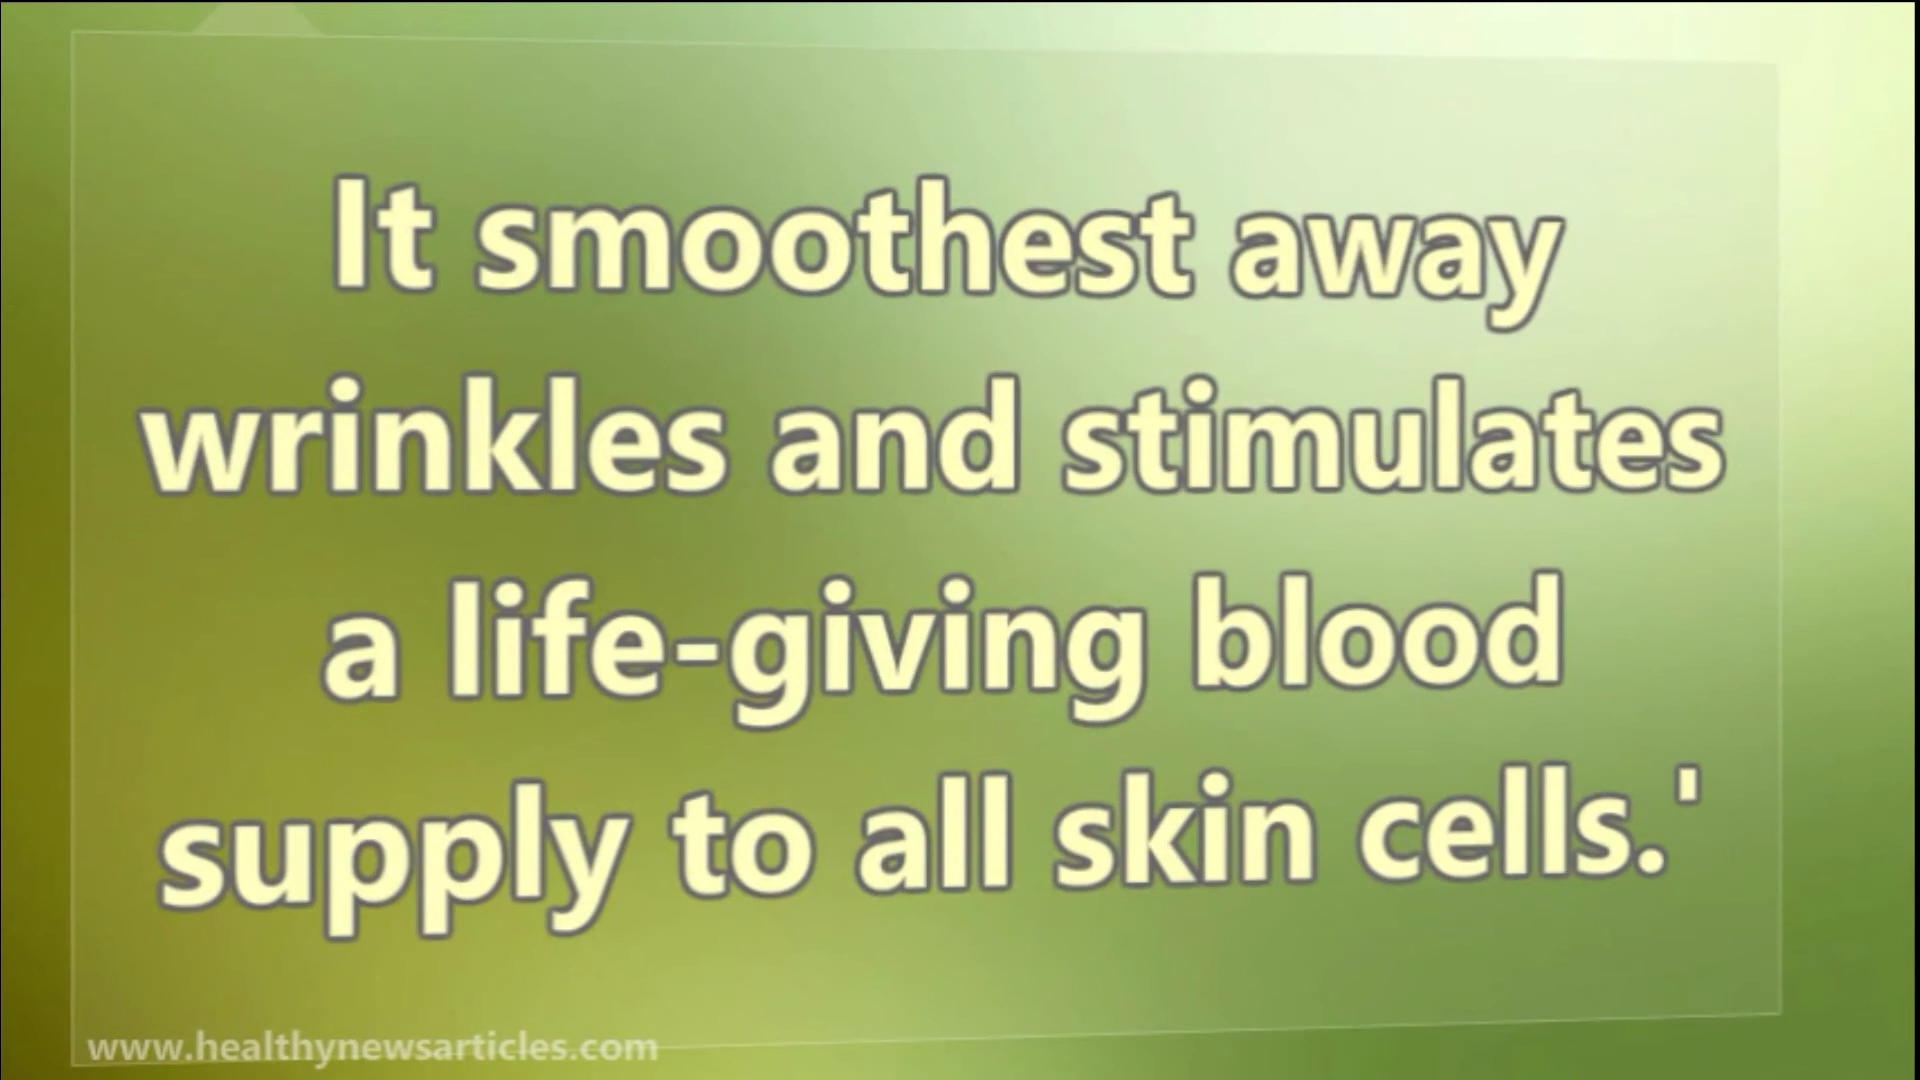 It smoothest away
wrinkles and stimulates
a life-giving blood
supply to all skin cells.'
www.healthynewsarticles.com